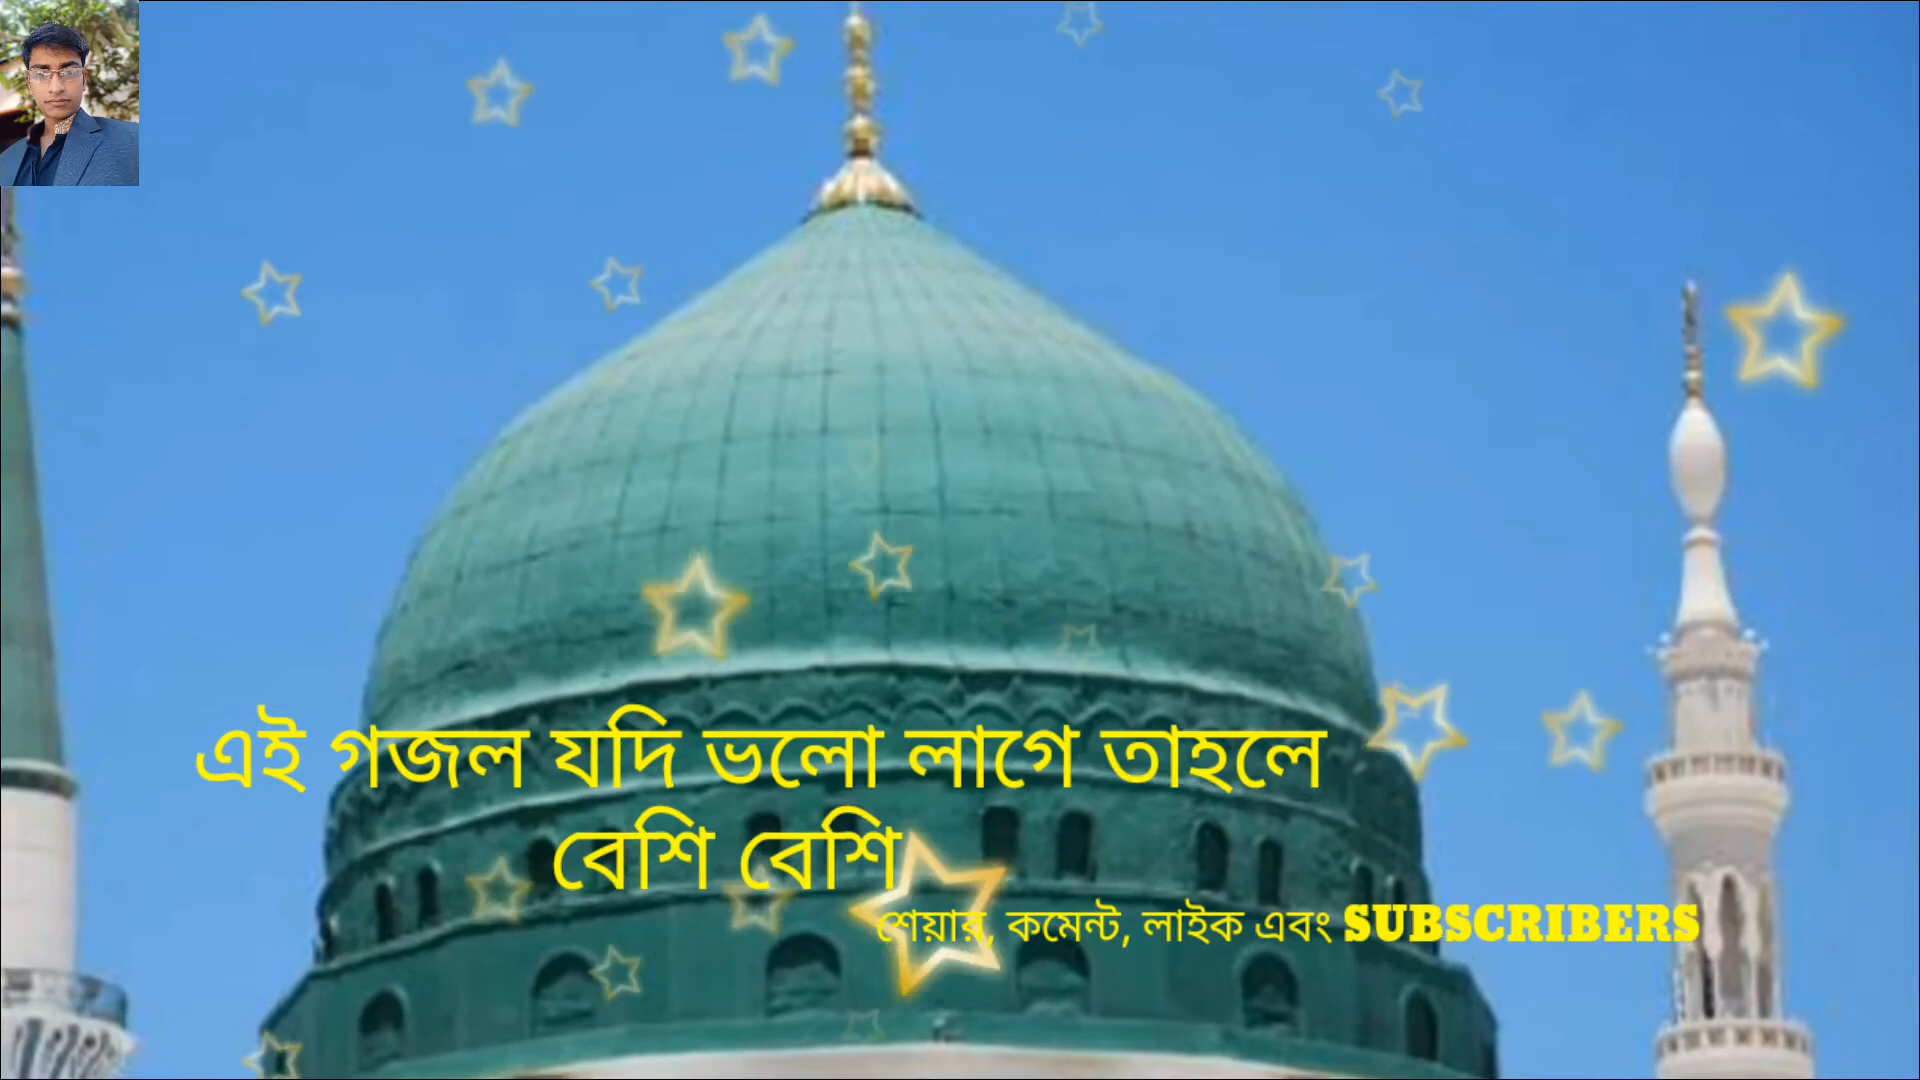 এই গজল যদি ভলো লাগে তাহলে
বেশি বেশি
শেয়ার, কমেন্ট, লাইক এবং SUBSCRIBERS